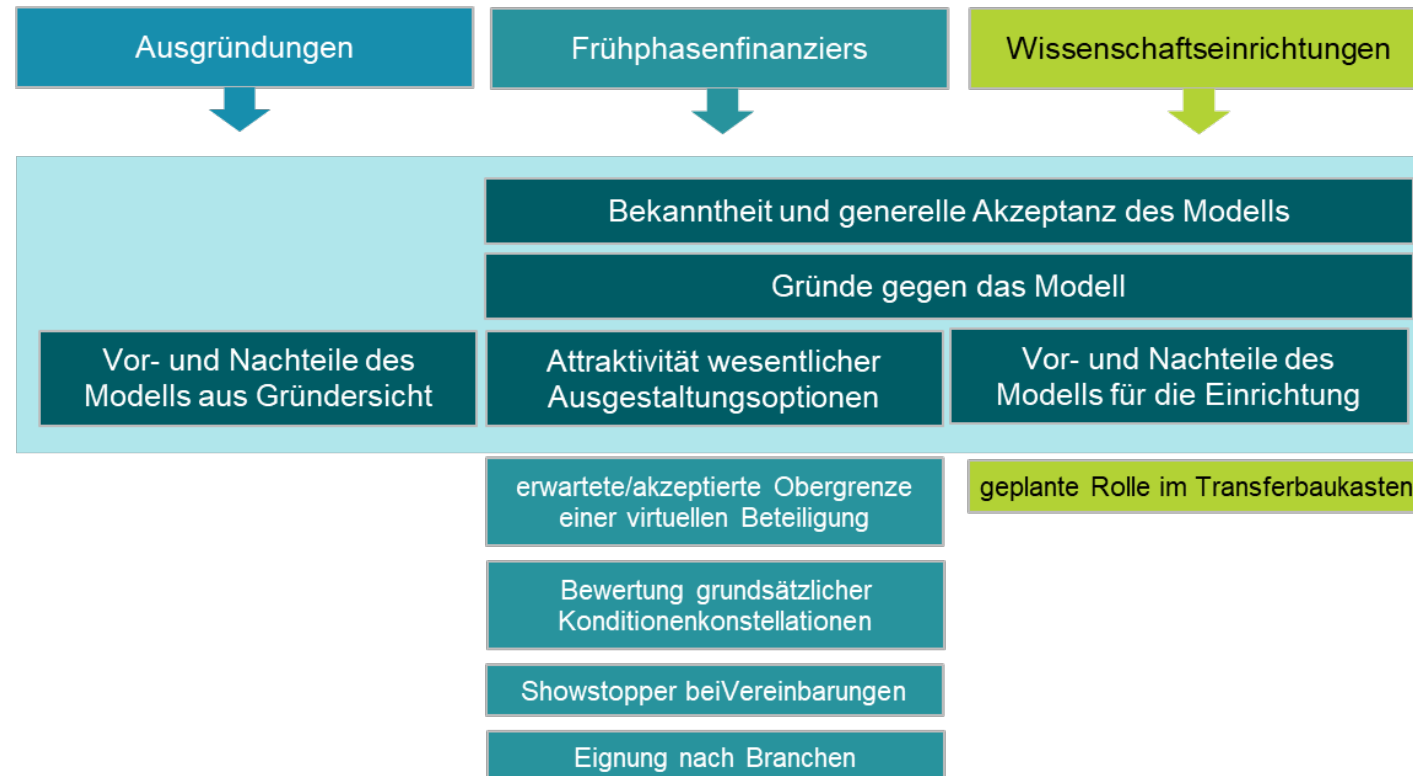 Ausgründungen
Frühphasenfinanziers
Wissenschaftseinrichtungen
Bekanntheit und generelle Akzeptanz des Modells
Gründe gegen das Modell
Vor- und Nachteile des
Modells aus Gründersicht
Attraktivität wesentlicher
Ausgestaltungsoptionen
Vor- und Nachteile des
Modells für die Einrichtung
erwartete/akzeptierte Obergrenze
einer virtuellen Beteiligung
geplante Rolle im Transferbaukasten
Bewertung grundsätzlicher
Konditionenkonstellationen
Showstopper beiVereinbarungen
Eignung nach Branchen